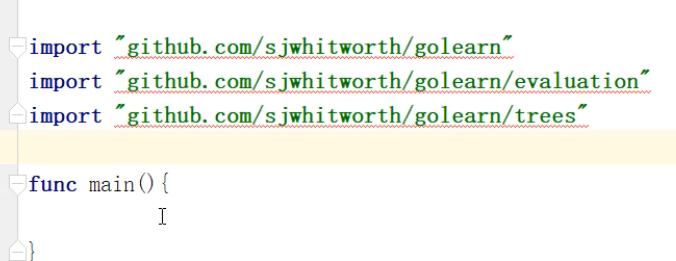 import "github.com/sjwhitworth/golearn"
import "github.com/sjwhitworth/golearn/evaluation"
import "github.com/sjwhitworth/golearn/trees"
func main(){
}